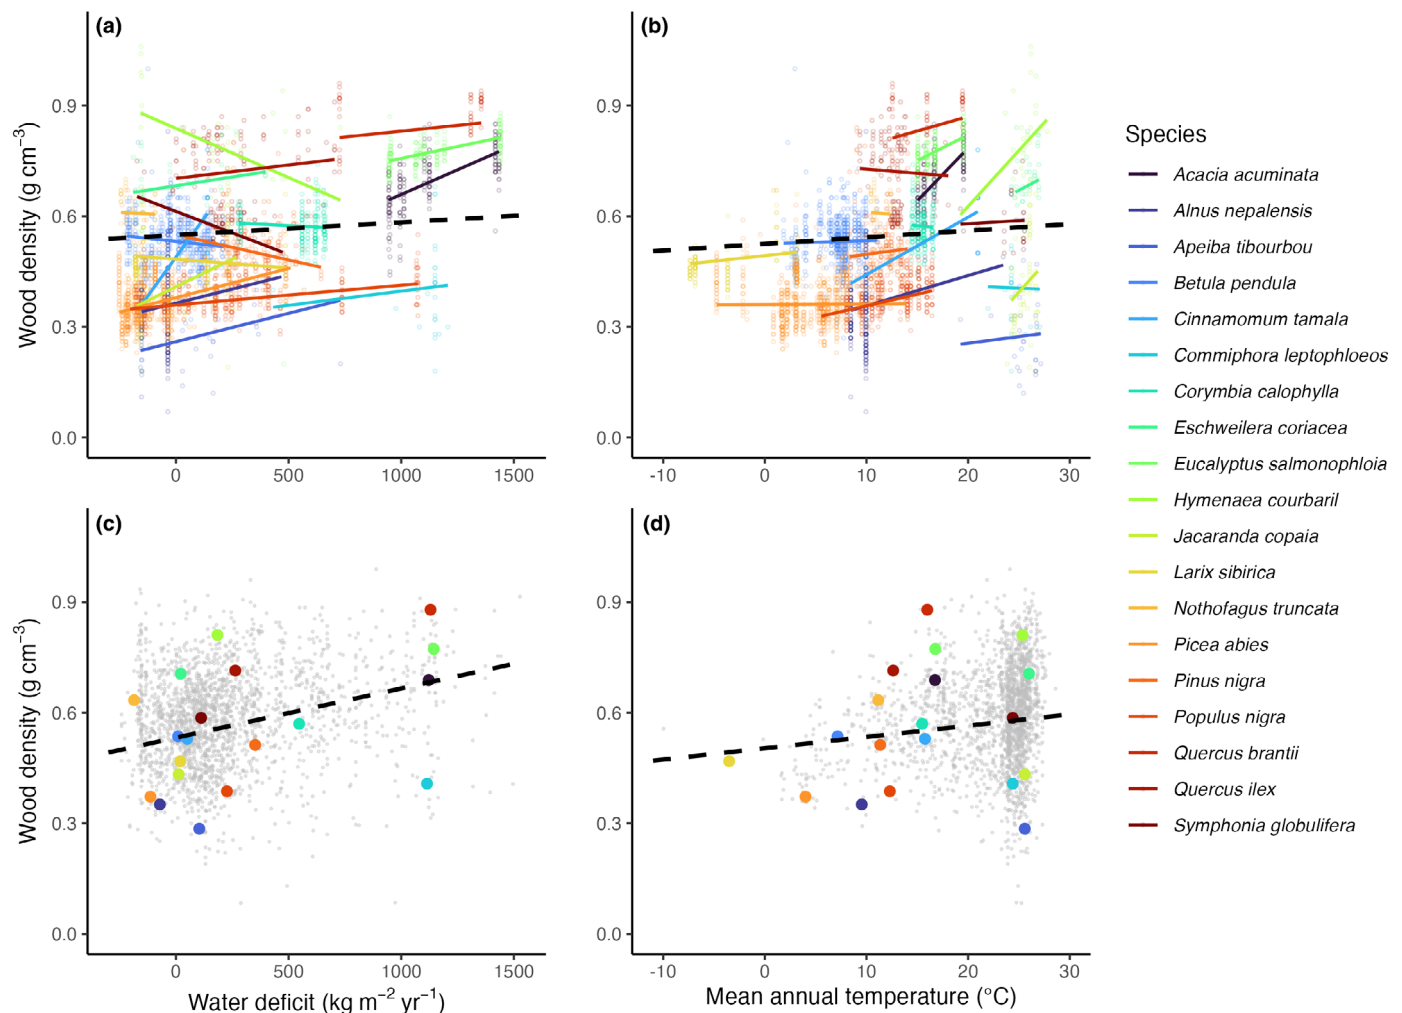 (a)
(b)
Wood density (g cm⁻³)
0.9
0.6
0.3
0.0
0.9
0.6
0.3
0.0
0
500
1000
1500
-10
0
10
20
30
(c)
(d)
Wood density (g cm⁻³)
0.9
0.6
0.3
0.0
0.9
0.6
0.3
0.0
0
500
1000
1500
-10
0
10
20
30
Water deficit (kg m⁻² yr⁻¹)
Mean annual temperature (°C)
Species
Acacia acuminata
Alnus nepalensis
Apeiba tibourbou
Betula pendula
Cinnamomum tamala
Commiphora leptophloeos
Corymbia calophylla
Eschweilera coriacea
Eucalyptus salmonophloia
Hymenaea courbaril
Jacaranda copaia
Larix sibirica
Nothofagus truncata
Picea abies
Pinus nigra
Populus nigra
Quercus brantii
Quercus ilex
Symphonia globulifera